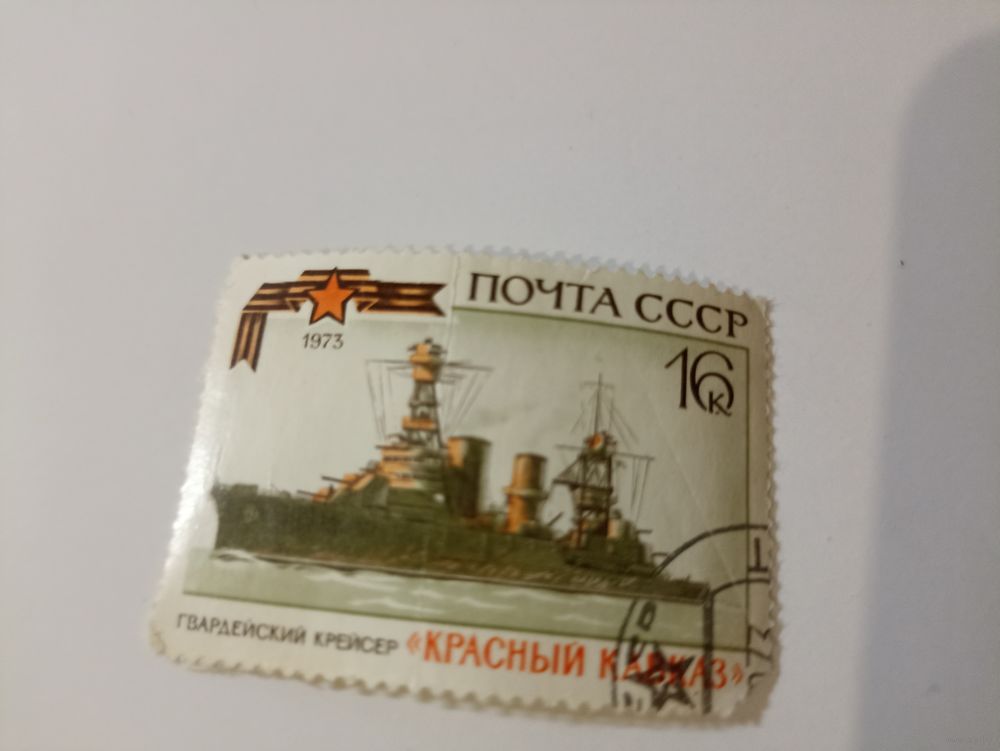 ПОЧТА СССР
1973
16к
ГВАРДЕЙСКИЙ КРЕЙСЕР «КРАСНЫЙ КАВКАЗ»